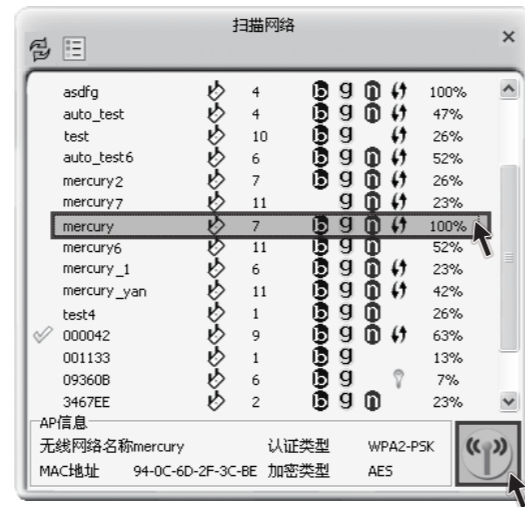 扫描网络
asdfg 4 b g n 100%
auto_test 4 b g n 47%
test 10 b g 26%
auto_test6 6 b g n 52%
mercury2 7 b g n 26%
mercury7 11 g n 23%
mercury 7 b g n 100%
mercury6 11 b g n 52%
mercury_1 6 b g n 23%
mercury_yan 11 b g n 42%
test4 1 b g n 26%
000042 9 b g n 63%
001133 1 b g 13%
09360B 6 b g 7%
3467EE 2 b g n 23%
AP信息
无线网络名称mercury 认证类型 WPA2-PSK
MAC地址 94-0C-6D-2F-3C-BE 加密类型 AES